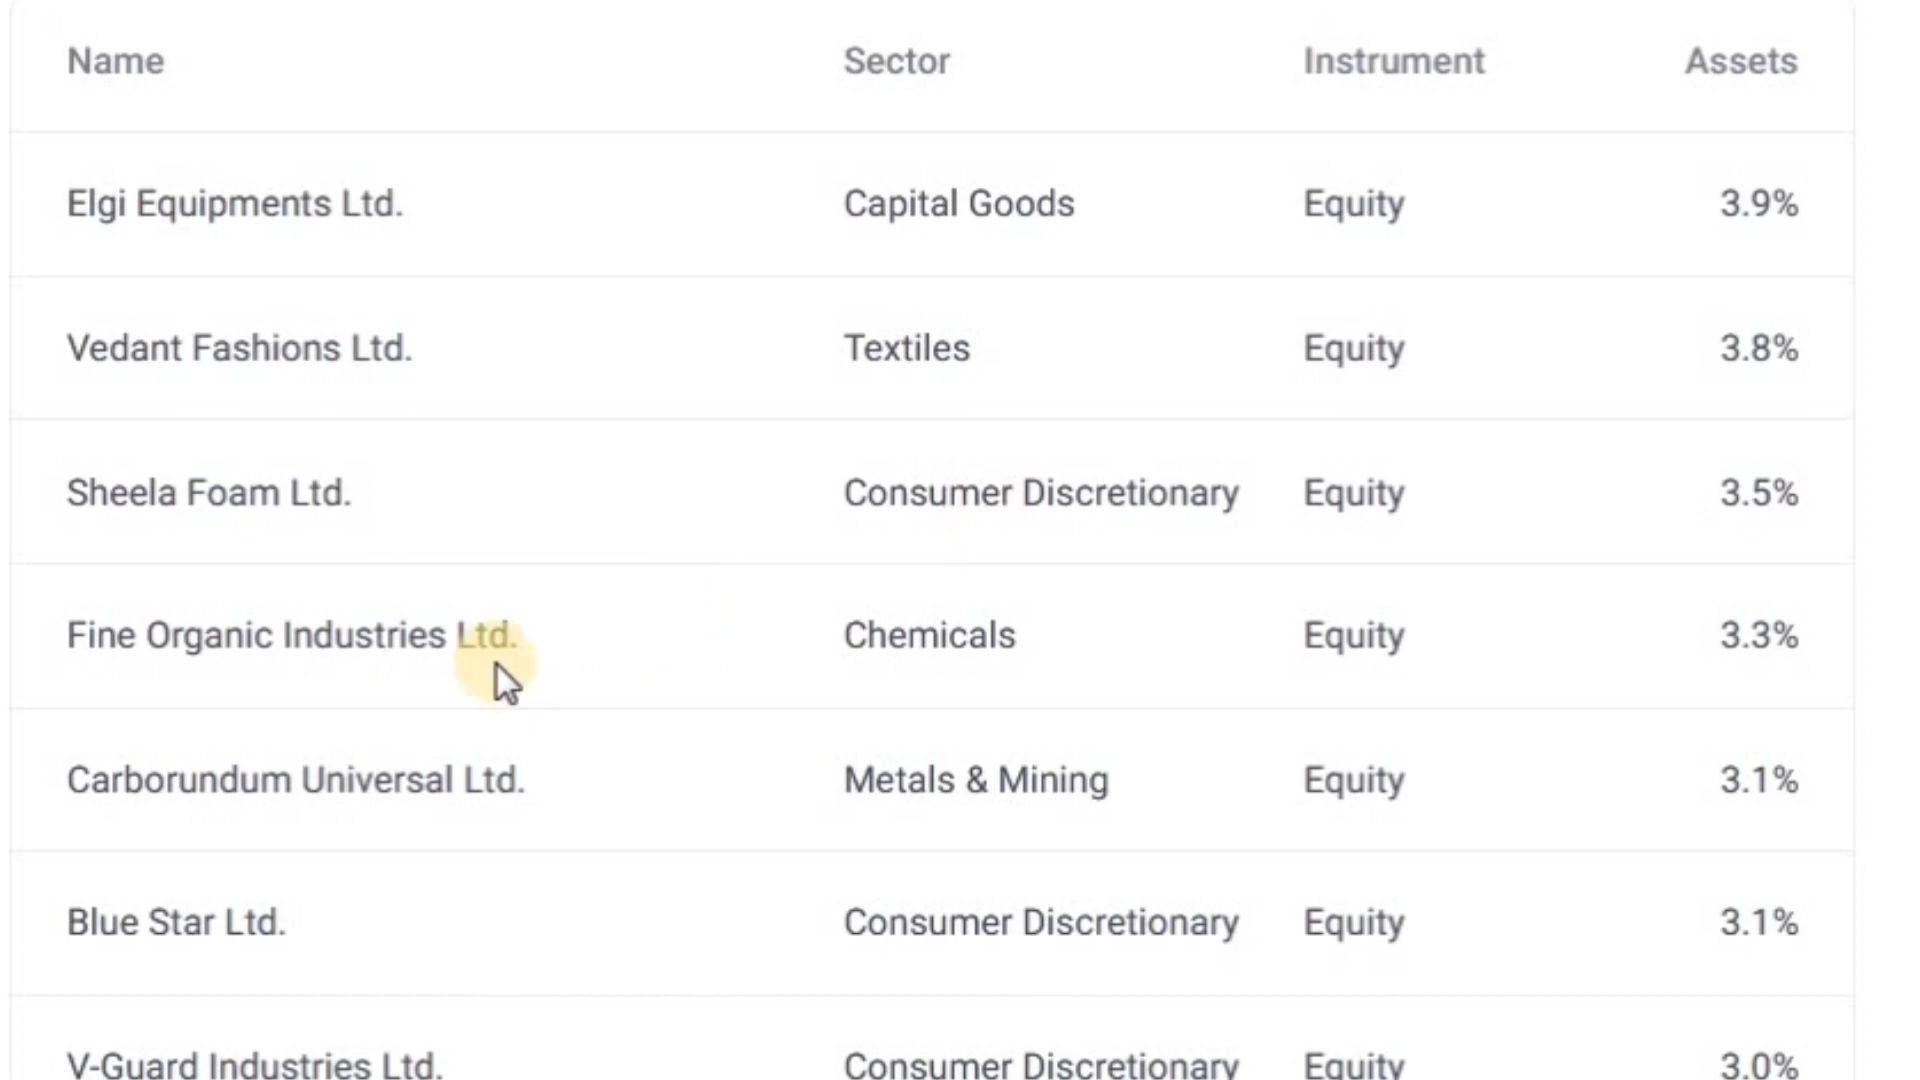 Name Sector Instrument Assets
Elgi Equipments Ltd. Capital Goods Equity 3.9%
Vedant Fashions Ltd. Textiles Equity 3.8%
Sheela Foam Ltd. Consumer Discretionary Equity 3.5%
Fine Organic Industries Ltd. Chemicals Equity 3.3%
Carborundum Universal Ltd. Metals & Mining Equity 3.1%
Blue Star Ltd. Consumer Discretionary Equity 3.1%
V-Guard Industries Ltd. Consumer Discretionary Equity 3.0%